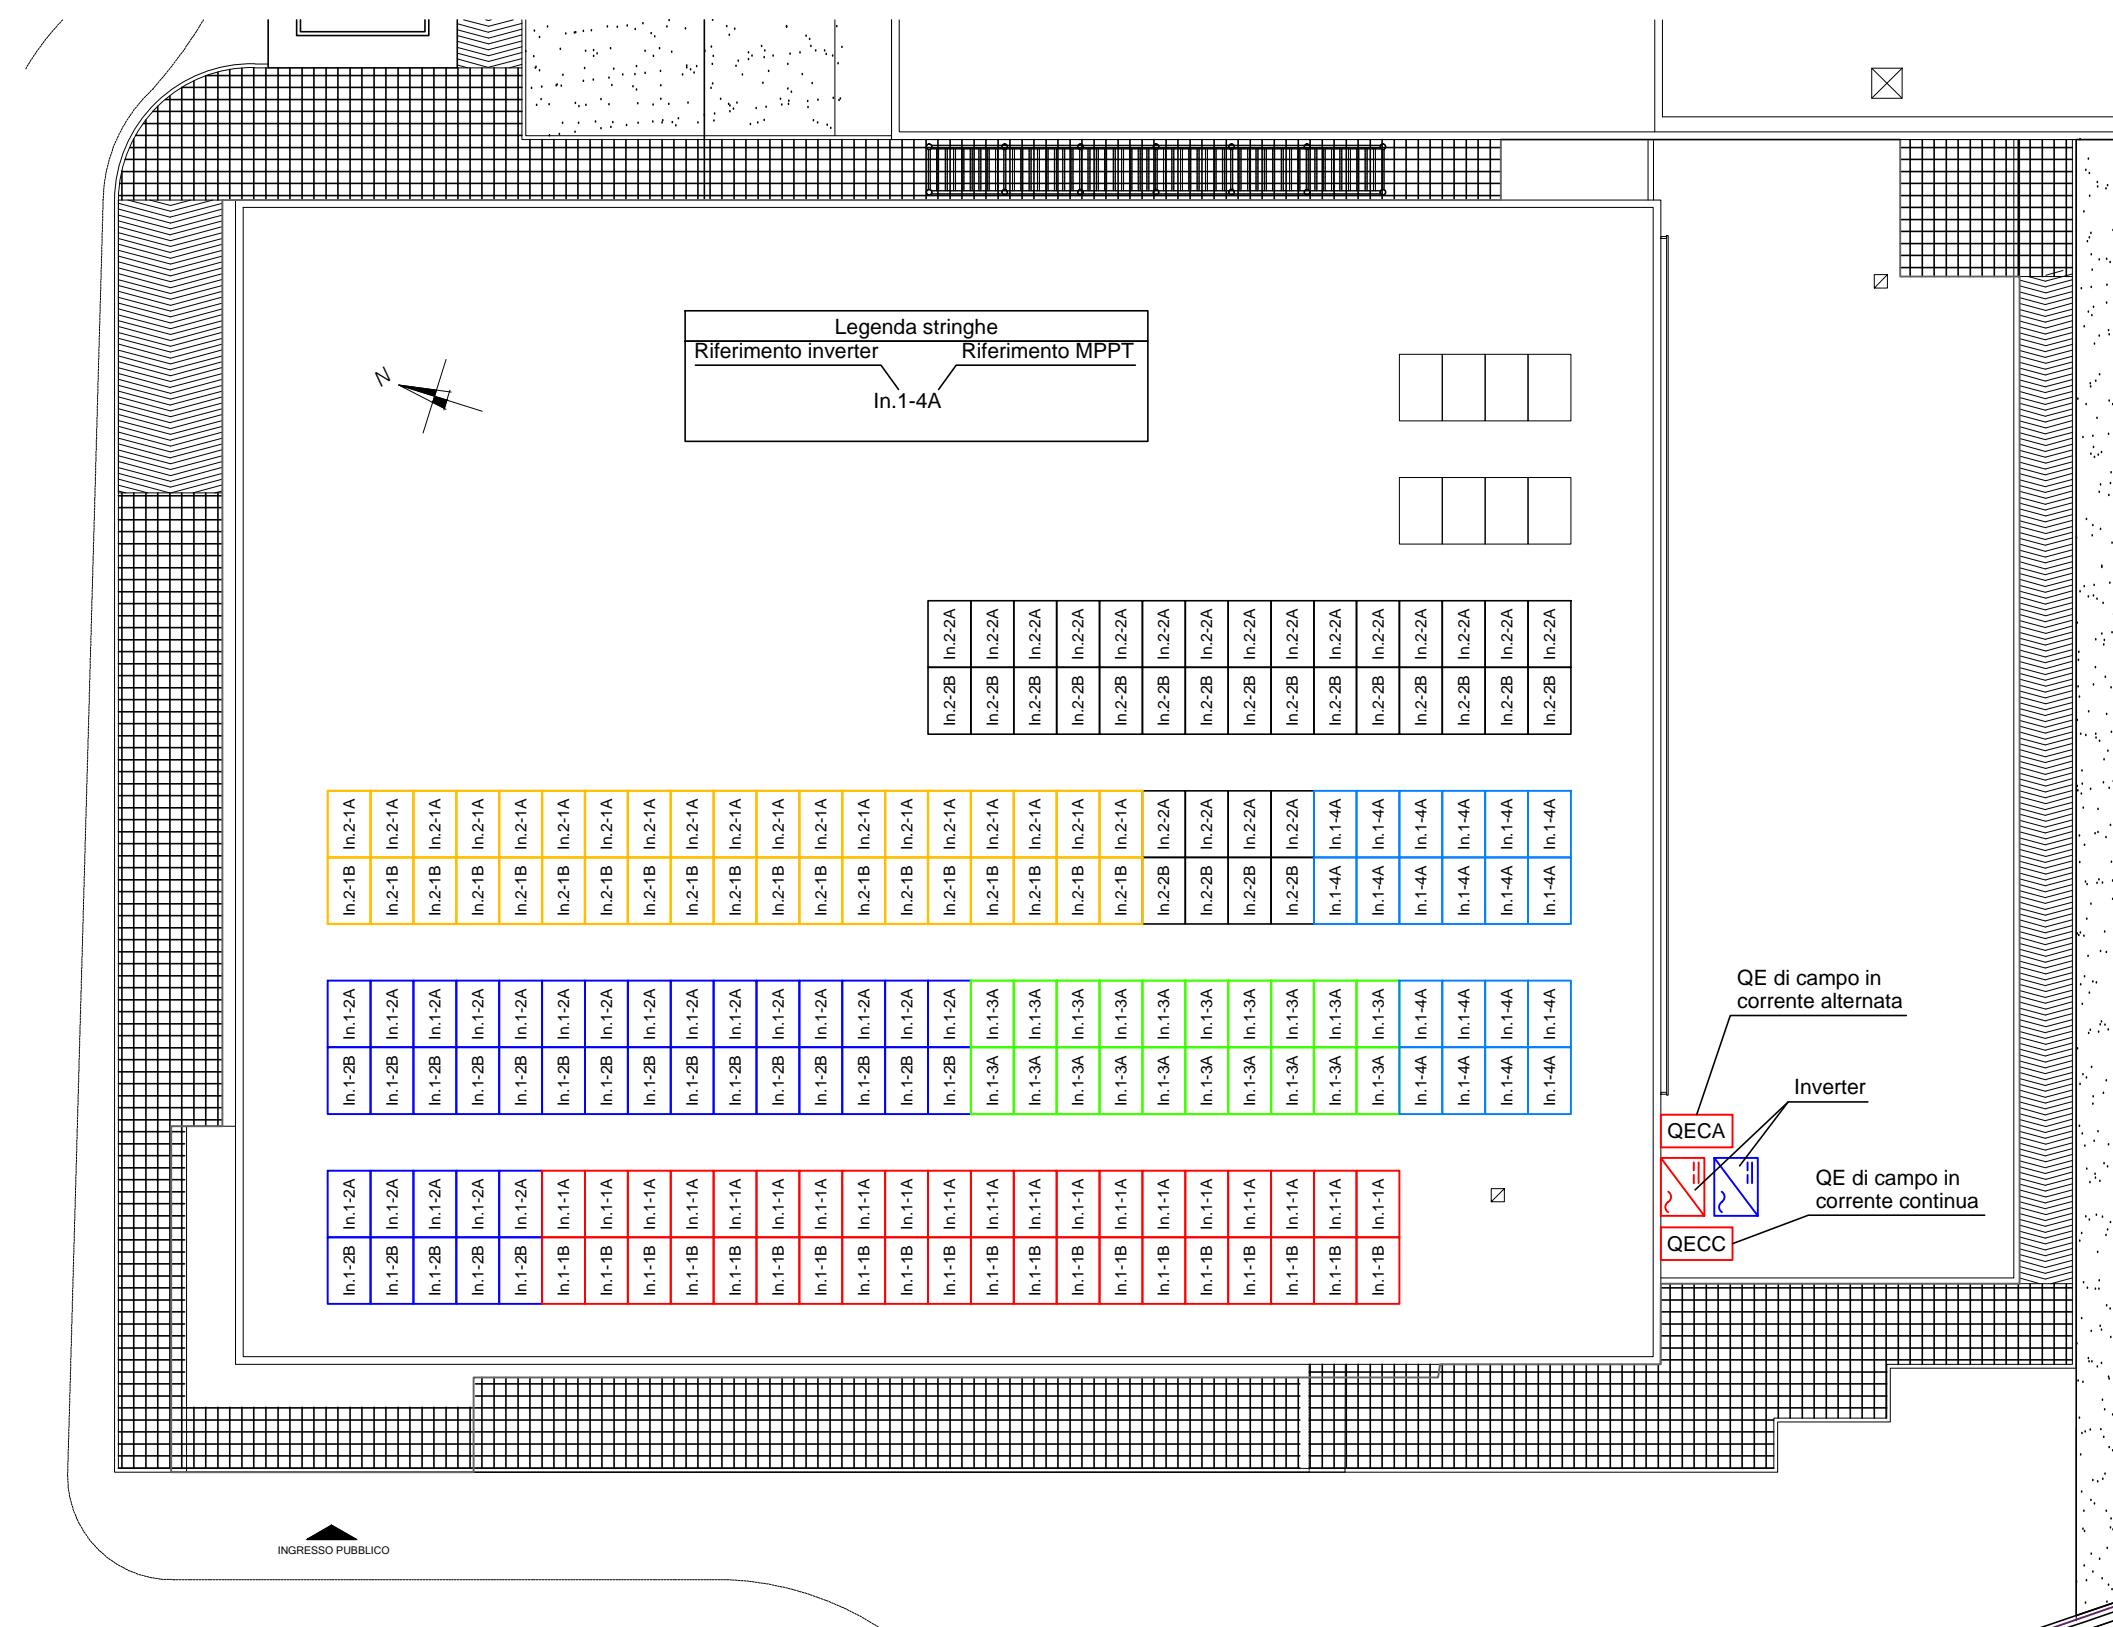 Legenda stringhe
Riferimento inverter Riferimento MPPT
In.1-4A
N
In.2-2A In.2-2A In.2-2A In.2-2A In.2-2A In.2-2A In.2-2A In.2-2A In.2-2A In.2-2A In.2-2A In.2-2A In.2-2A In.2-2A In.2-2A
In.2-2B In.2-2B In.2-2B In.2-2B In.2-2B In.2-2B In.2-2B In.2-2B In.2-2B In.2-2B In.2-2B In.2-2B In.2-2B In.2-2B In.2-2B
In.2-1A In.2-1A In.2-1A In.2-1A In.2-1A In.2-1A In.2-1A In.2-1A In.2-1A In.2-1A In.2-1A In.2-1A In.2-1A In.2-1A In.2-1A In.2-1A In.2-1A In.2-1A In.2-1A In.2-2A In.2-2A In.2-2A In.2-2A In.1-4A In.1-4A In.1-4A In.1-4A In.1-4A In.1-4A
In.2-1B In.2-1B In.2-1B In.2-1B In.2-1B In.2-1B In.2-1B In.2-1B In.2-1B In.2-1B In.2-1B In.2-1B In.2-1B In.2-1B In.2-1B In.2-1B In.2-1B In.2-1B In.2-1B In.2-2B In.2-2B In.2-2B In.2-2B In.1-4A In.1-4A In.1-4A In.1-4A In.1-4A In.1-4A
In.1-2A In.1-2A In.1-2A In.1-2A In.1-2A In.1-2A In.1-2A In.1-2A In.1-2A In.1-2A In.1-2A In.1-2A In.1-2A In.1-2A In.1-2A In.1-3A In.1-3A In.1-3A In.1-3A In.1-3A In.1-3A In.1-3A In.1-3A In.1-3A In.1-3A In.1-4A In.1-4A In.1-4A In.1-4A
In.1-2B In.1-2B In.1-2B In.1-2B In.1-2B In.1-2B In.1-2B In.1-2B In.1-2B In.1-2B In.1-2B In.1-2B In.1-2B In.1-2B In.1-2B In.1-3A In.1-3A In.1-3A In.1-3A In.1-3A In.1-3A In.1-3A In.1-3A In.1-3A In.1-3A In.1-4A In.1-4A In.1-4A In.1-4A
In.1-2A In.1-2A In.1-2A In.1-2A In.1-2A In.1-1A In.1-1A In.1-1A In.1-1A In.1-1A In.1-1A In.1-1A In.1-1A In.1-1A In.1-1A In.1-1A In.1-1A In.1-1A In.1-1A In.1-1A In.1-1A In.1-1A In.1-1A In.1-1A In.1-1A
In.1-2B In.1-2B In.1-2B In.1-2B In.1-2B In.1-1B In.1-1B In.1-1B In.1-1B In.1-1B In.1-1B In.1-1B In.1-1B In.1-1B In.1-1B In.1-1B In.1-1B In.1-1B In.1-1B In.1-1B In.1-1B In.1-1B In.1-1B In.1-1B In.1-1B
QE di campo in
corrente alternata
Inverter
QECA
QE di campo in
corrente continua
QECC
INGRESSO PUBBLICO